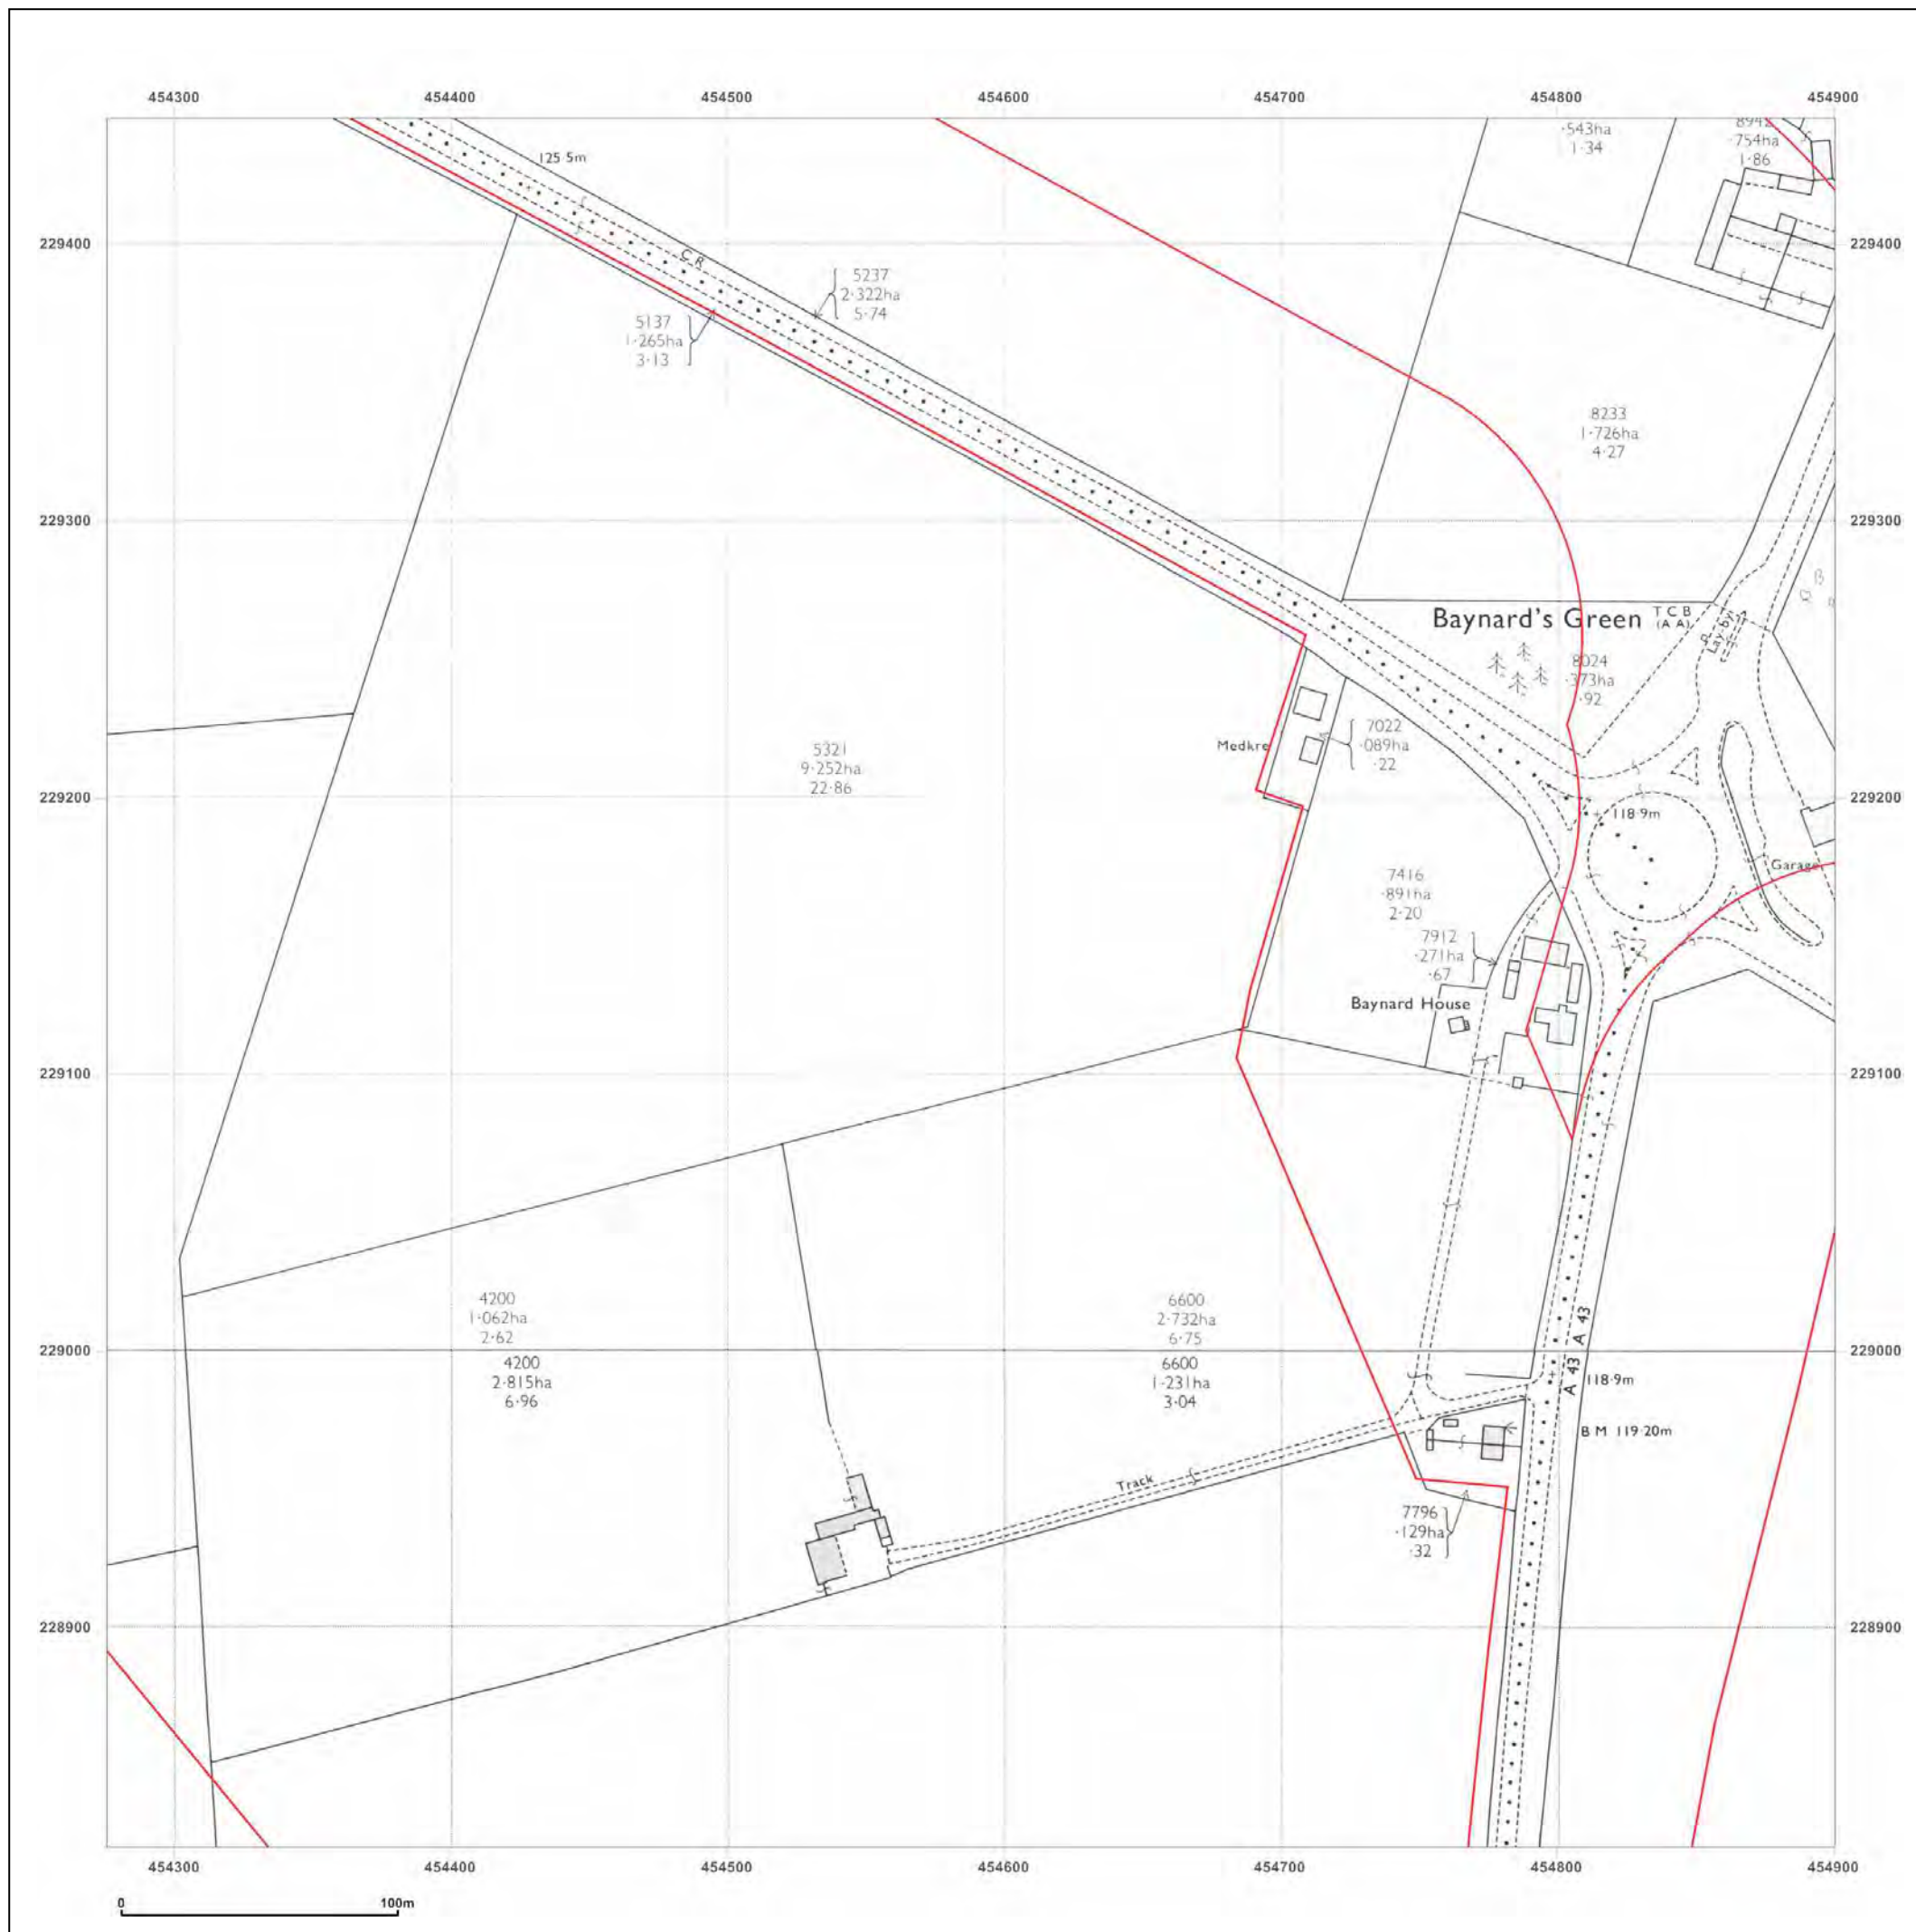 454300 454400 454500 454600 454700 454800 454900
·543ha
1·34
8942
·754ha
1·86
125·5m
229400 229400
C R
5237
2·322ha
5·74
5137
1·265ha
3·13
8233
1·726ha
4·27
229300 229300
Baynard's Green
T C B
(A A)
Lay-by
8024
·373ha
·92
Medkre
7022
·089ha
·22
5321
9·252ha
22·86
229200 229200
118·9m
Garage
7416
·891ha
2·20
7912
·271ha
·67
Baynard House
229100 229100
4200
1·062ha
2·62
6600
2·732ha
6·75
A 43
229000 229000
4200
2·815ha
6·96
6600
1·231ha
3·04
A 43
118·9m
B M 119·20m
Track
7796
·129ha
·32
228900 228900
454300 454400 454500 454600 454700 454800 454900
0 100m